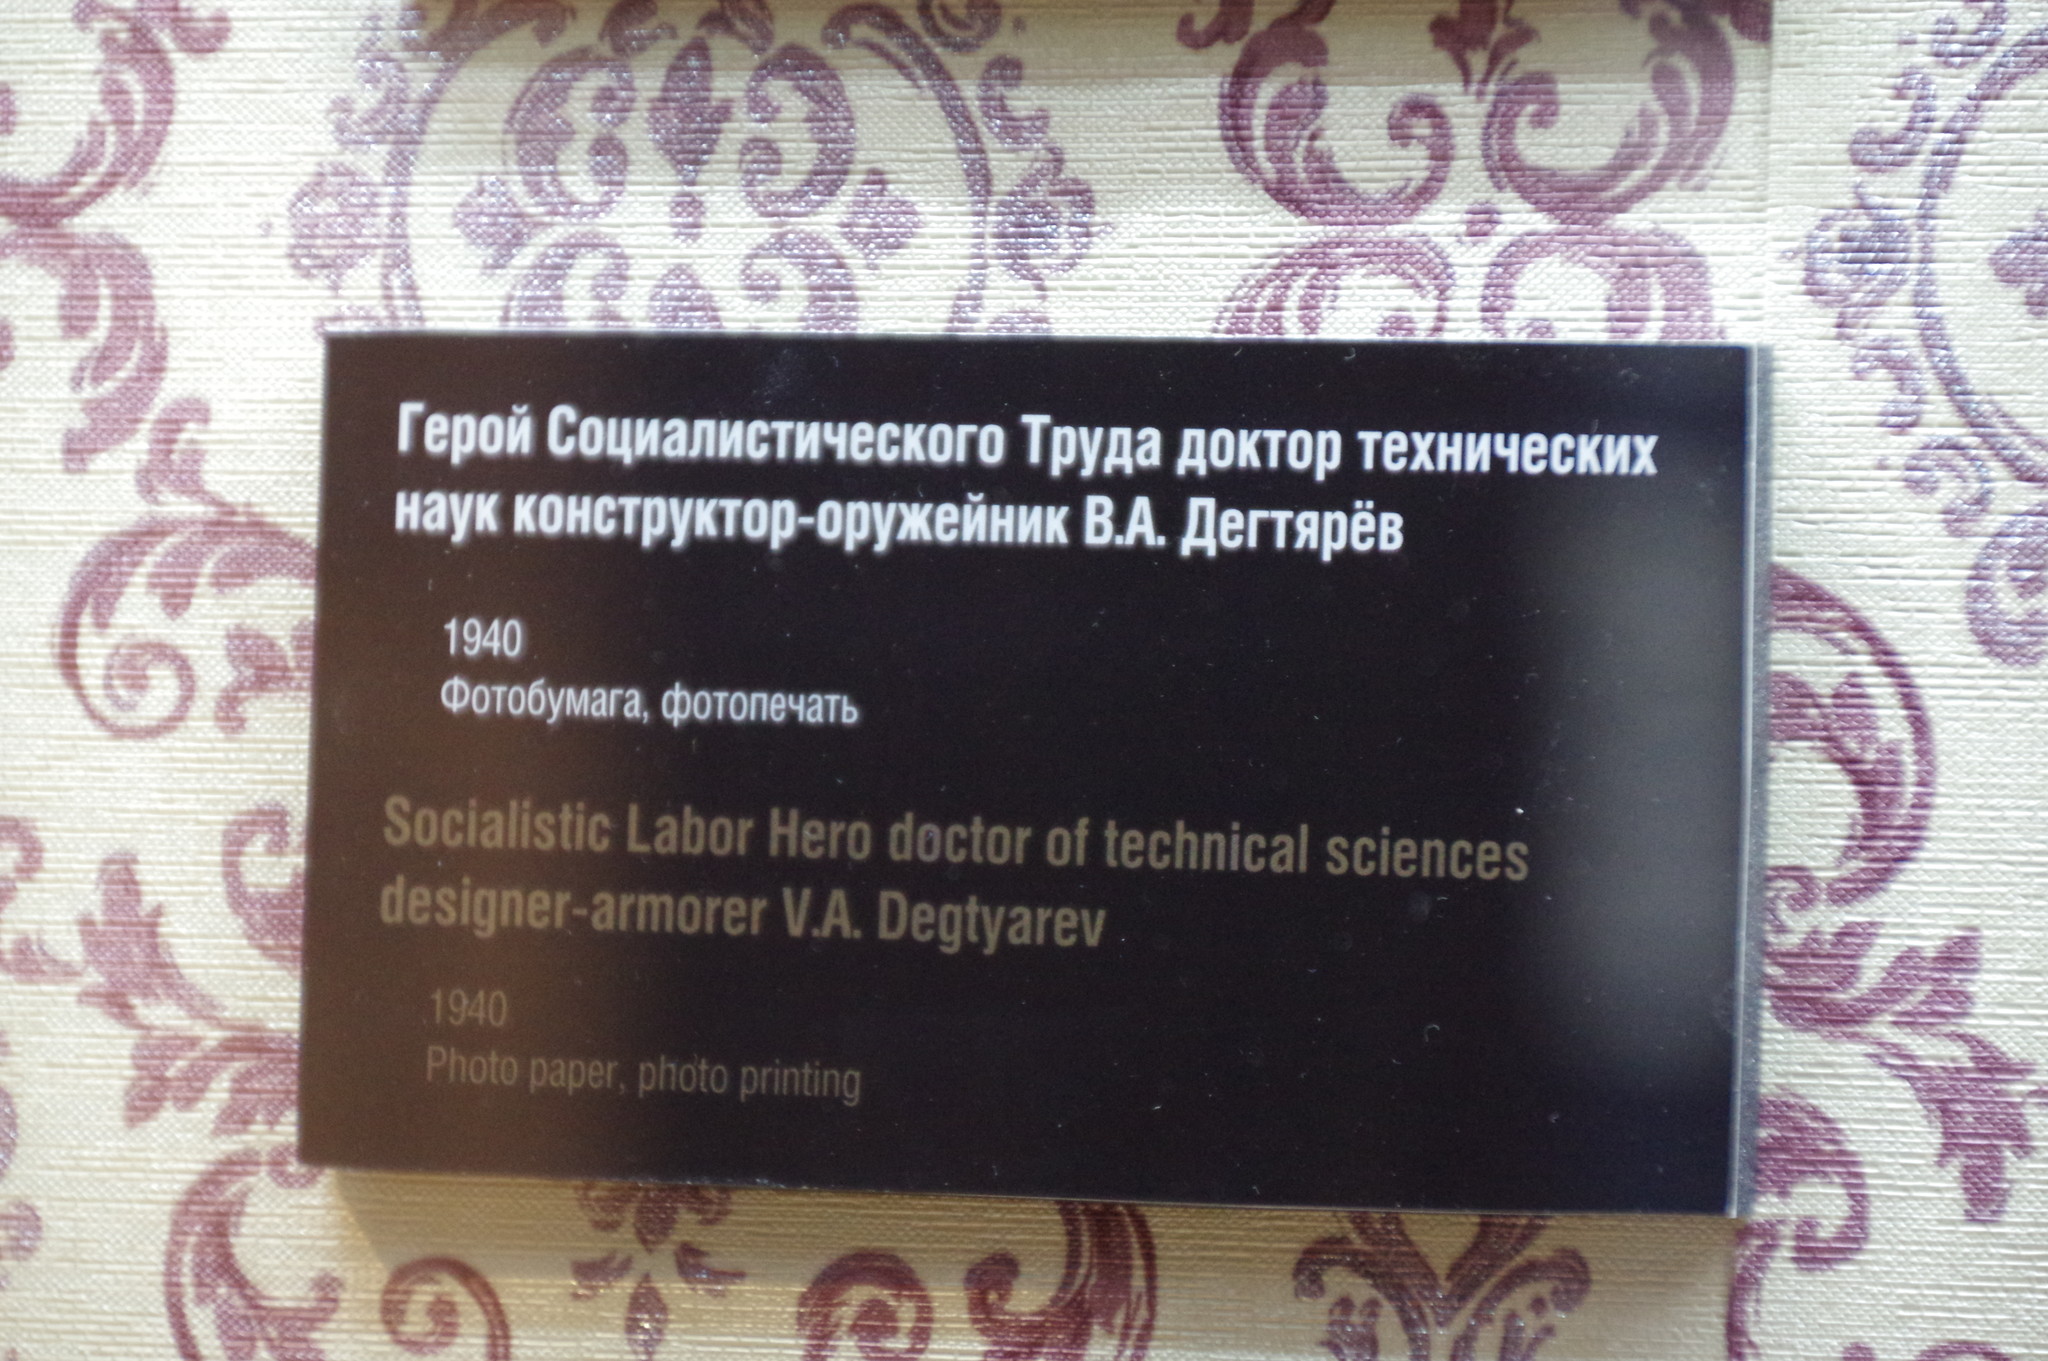 Герой Социалистического Труда доктор технических
наук конструктор-оружейник В.А. Дегтярёв
1940
Фотобумага, фотопечать
Socialistic Labor Hero doctor of technical sciences
designer-armorer V.A. Degtyarev
1940
Photo paper, photo printing